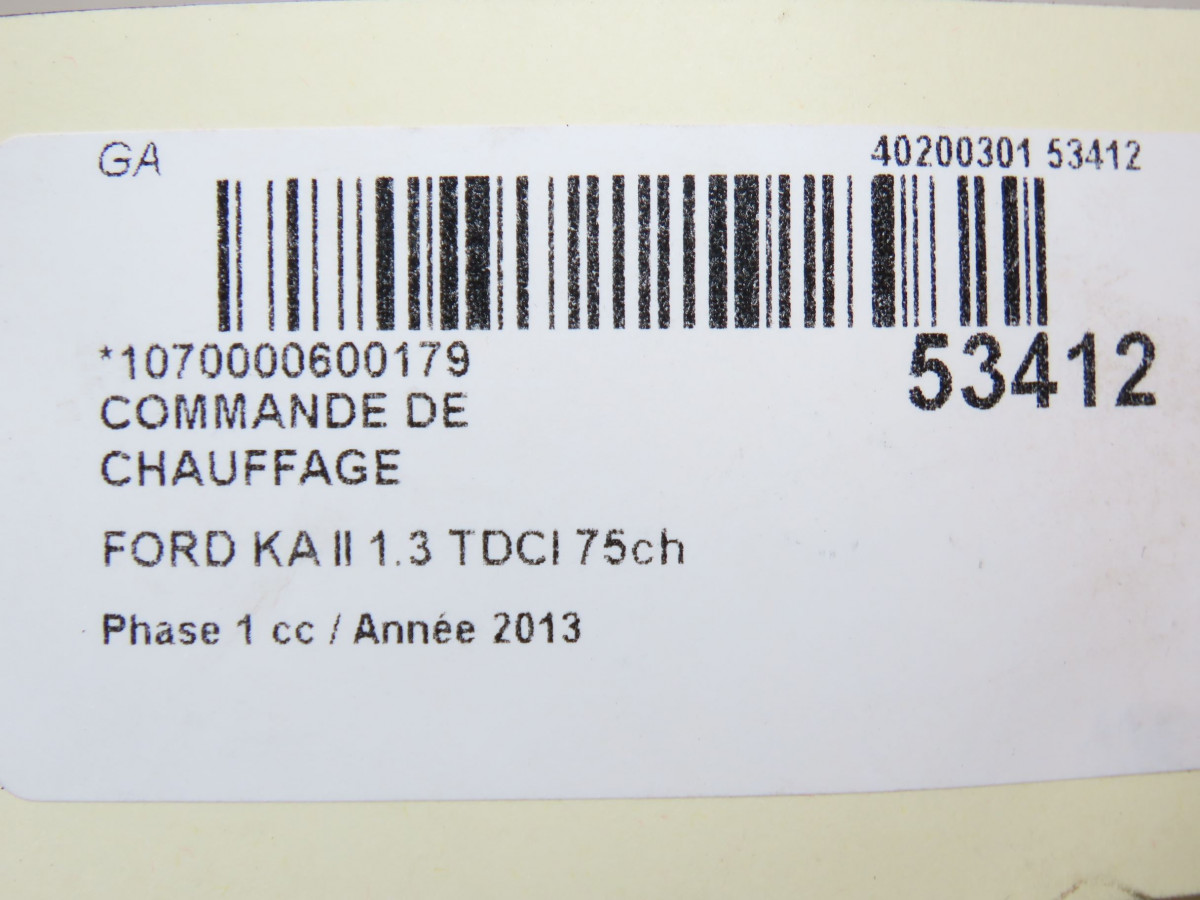 GA 40200301 53412
*1070000600179
53412
COMMANDE DE
CHAUFFAGE
FORD KA II 1.3 TDCI 75ch
Phase 1 cc / Année 2013